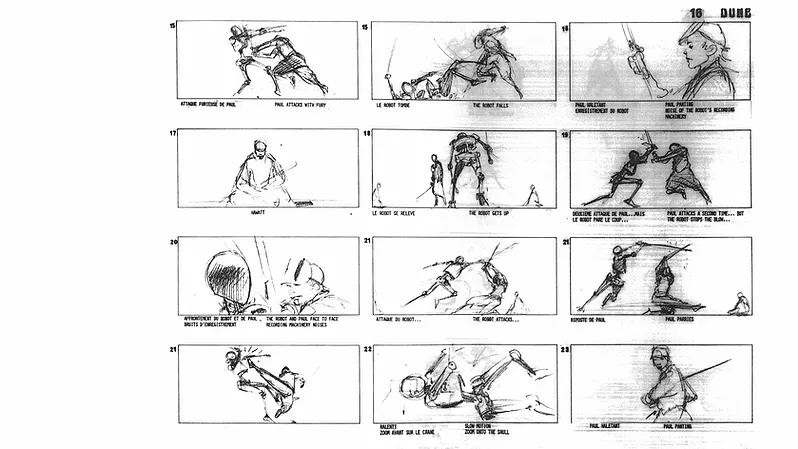 16 DUNE
15
15
16
ATTAQUE FURIEUSE DE PAUL
PAUL ATTACKS WITH FURY
LE ROBOT TOMBE
THE ROBOT FALLS
PAUL HALETANT
ENREGISTREMENT DU ROBOT
PAUL PANTING
NOISE OF THE ROBOT'S RECORDING
MACHINERY
17
18
19
HAWATT
LE ROBOT SE RELEVE
THE ROBOT GETS UP
DEUXIEME ATTAQUE DE PAUL...MAIS
LE ROBOT PARE LE COUP...
PAUL ATTACKS A SECOND TIME... BUT
THE ROBOT STOPS THE BLOW...
20
21
21
AFFRONTEMENT DU ROBOT ET DE PAUL,
BRUITS D'ENREGISTREMENT
THE ROBOT AND PAUL FACE TO FACE
RECORDING MACHINERY NOISES
ATTAQUE DU ROBOT...
THE ROBOT ATTACKS...
RIPOSTE DE PAUL
PAUL PARRIES
21
22
23
RALENTI
ZOOM AVANT SUR LE CRANE
SLOW MOTION
ZOOM ONTO THE SKULL
PAUL HALETANT
PAUL PANTING